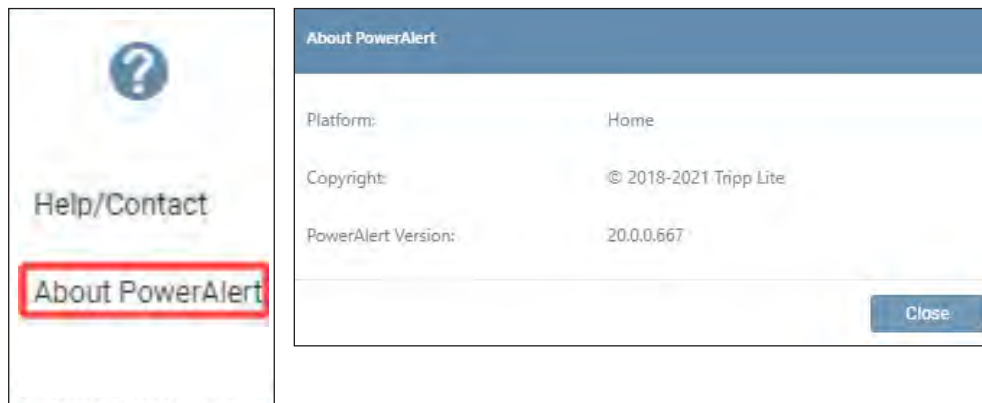 ?
Help/Contact
About PowerAlert
About PowerAlert
Platform: Home
Copyright: © 2018-2021 Tripp Lite
PowerAlert Version: 20.0.0.667
Close